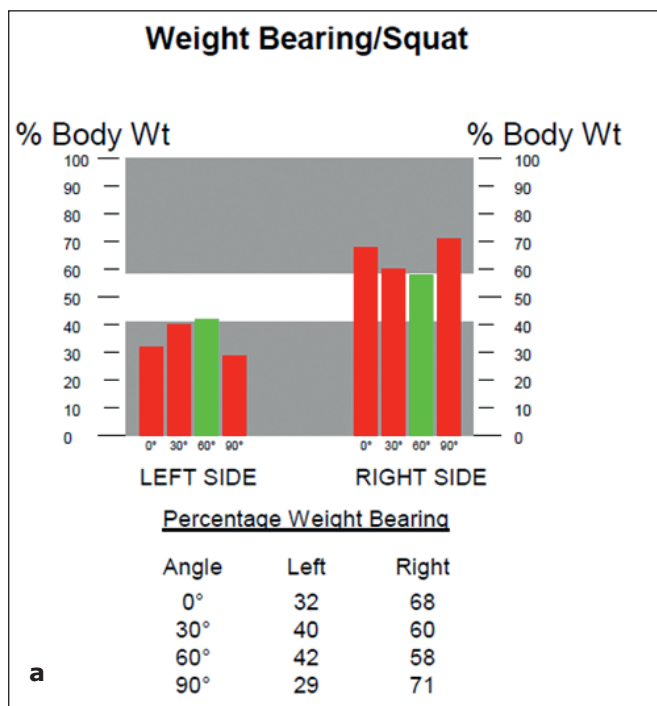 Weight Bearing/Squat
% Body Wt % Body Wt
100 100
90 90
80 80
70 70
60 60
50 50
40 40
30 30
20 20
10 10
0 0
0° 30° 60° 90° 0° 30° 60° 90°
LEFT SIDE RIGHT SIDE
Percentage Weight Bearing
Angle Left Right
0° 32 68
30° 40 60
60° 42 58
90° 29 71
a